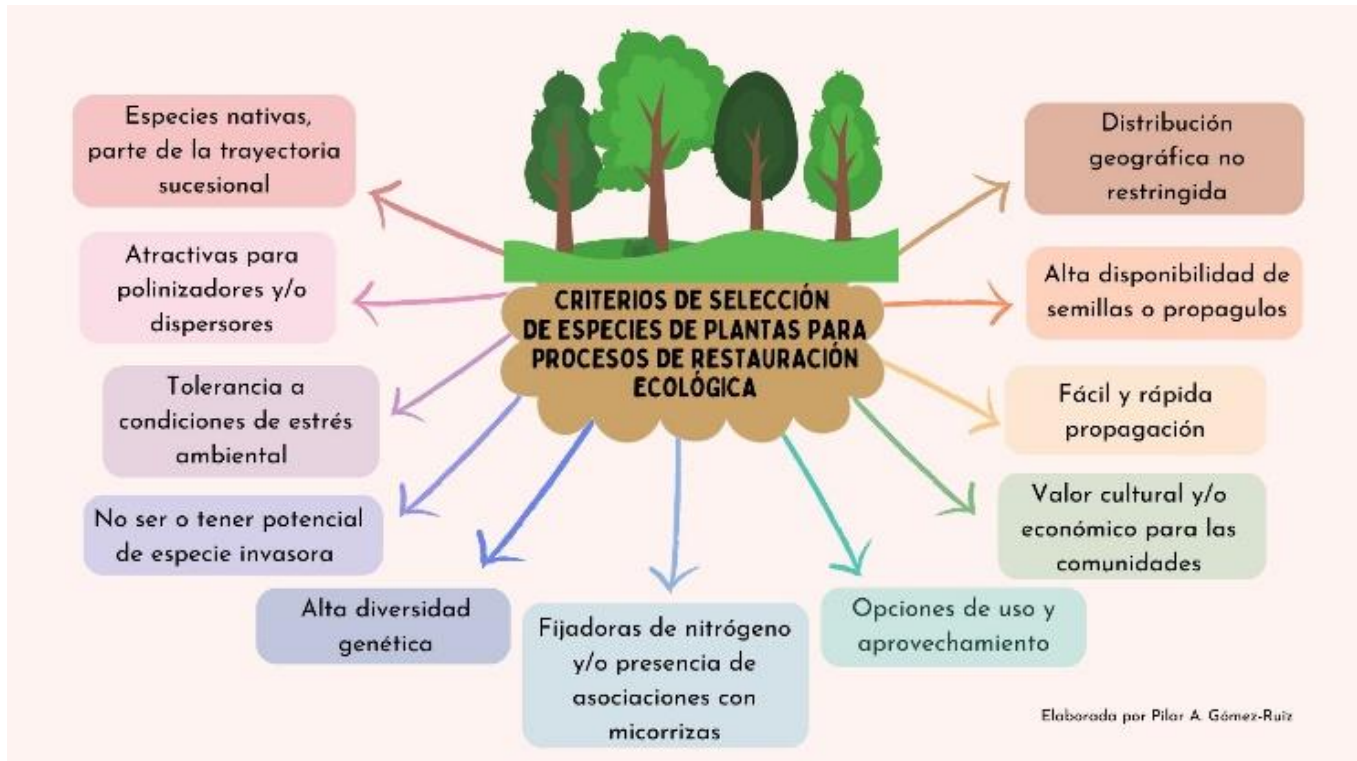 Especies nativas,
parte de la trayectoria
sucesional
Atractivas para
polinizadores y/o
dispersores
Tolerancia a
condiciones de estrés
ambiental
No ser o tener potencial
de especie invasora
Alta diversidad
genética
Fijadoras de nitrógeno
y/o presencia de
asociaciones con
micorrizas
CRITERIOS DE SELECCIÓN
DE ESPECIES DE PLANTAS PARA
PROCESOS DE RESTAURACIÓN
ECOLÓGICA
Distribución
geográfica no
restringida
Alta disponibilidad de
semillas o propagulos
Fácil y rápida
propagación
Valor cultural y/o
económico para las
comunidades
Opciones de uso y
aprovechamiento
Elaborada por Pilar A. Gómez-Ruiz